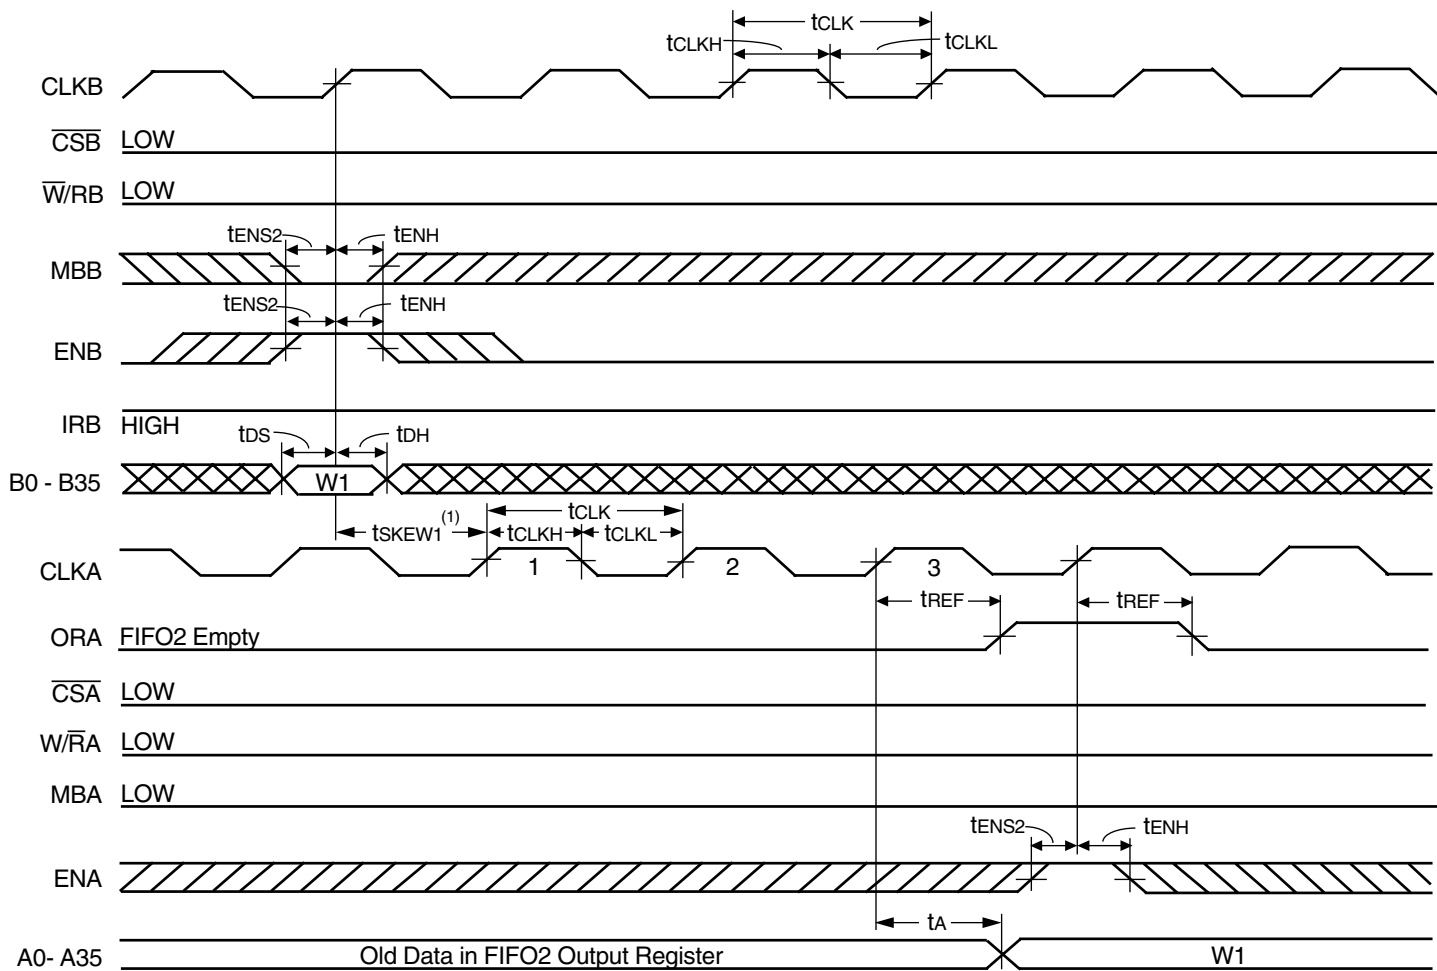 tCLK
tCLKH
tCLKL
CLKB
CSB LOW
W/RB LOW
tENS2
tENH
MBB
tENS2
tENH
ENB
IRB HIGH
tDS
tDH
B0 - B35
W1
tCLK
tSKEW1(1)
tCLKH
tCLKL
CLKA
1
2
3
tREF
tREF
ORA FIFO2 Empty
CSA LOW
W/RA LOW
MBA LOW
tENS2
tENH
ENA
tA
A0- A35
Old Data in FIFO2 Output Register
W1